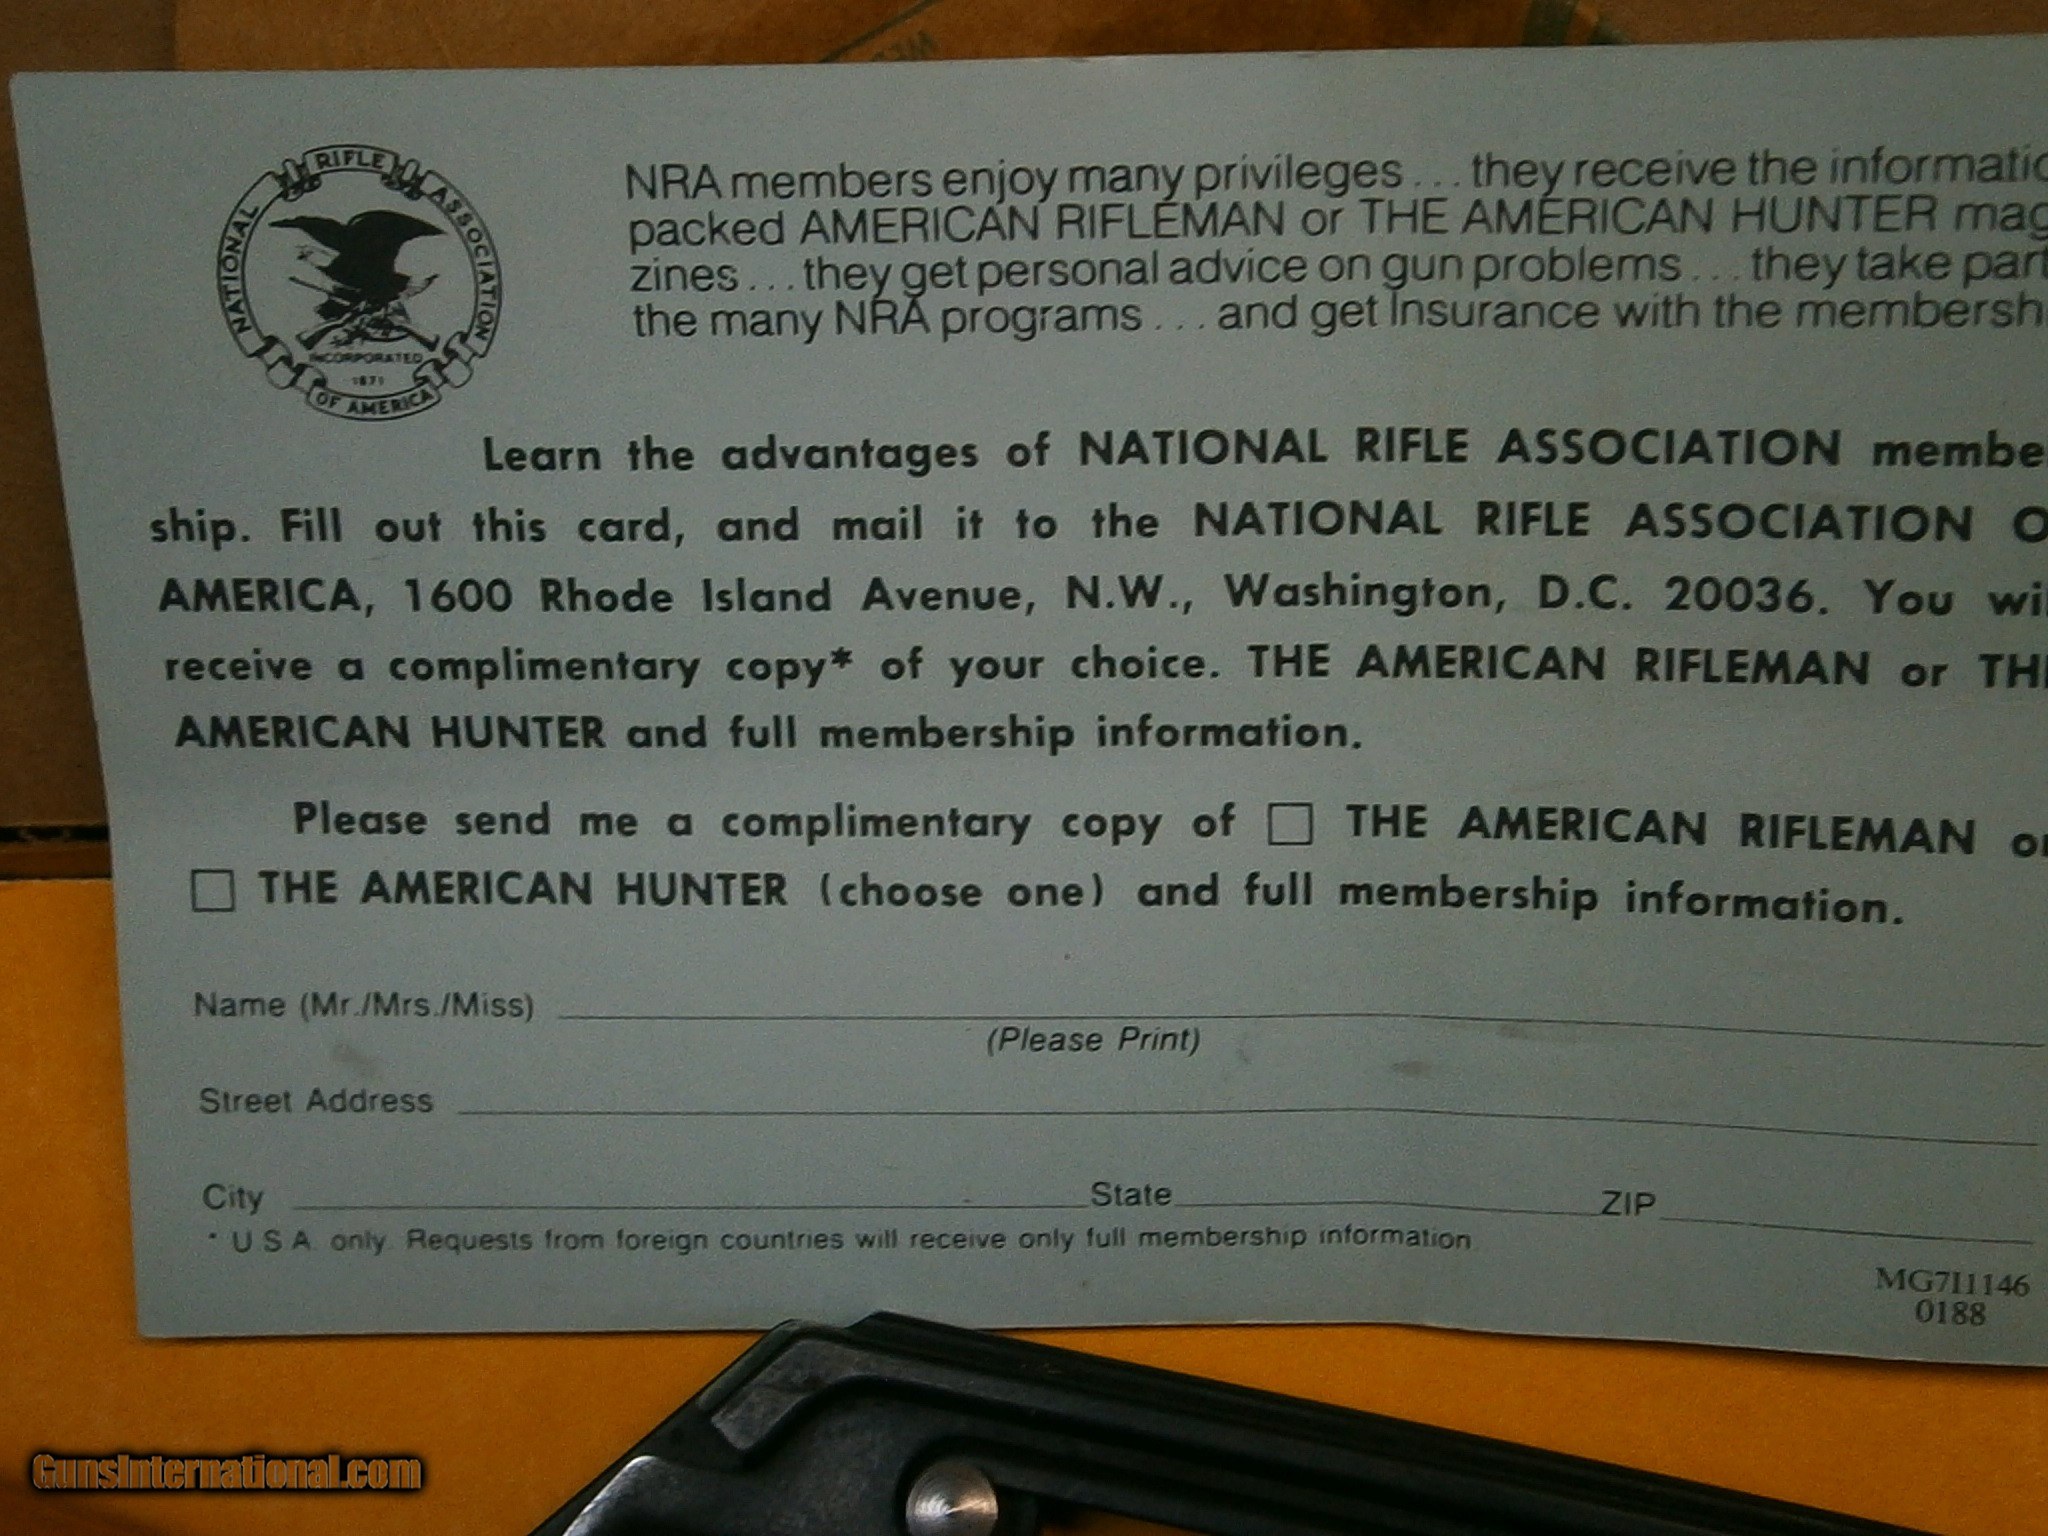 NATIONAL RIFLE ASSOCIATION
INCORPORATED
1871
OF AMERICA
NRA members enjoy many privileges . . . they receive the informatio
packed AMERICAN RIFLEMAN or THE AMERICAN HUNTER mag
zines . . . they get personal advice on gun problems . . . they take part
the many NRA programs . . . and get Insurance with the membersh
Learn the advantages of NATIONAL RIFLE ASSOCIATION membe
ship. Fill out this card, and mail it to the NATIONAL RIFLE ASSOCIATION O
AMERICA, 1600 Rhode Island Avenue, N.W., Washington, D.C. 20036. You wil
receive a complimentary copy* of your choice. THE AMERICAN RIFLEMAN or THE
AMERICAN HUNTER and full membership information.
Please send me a complimentary copy of □ THE AMERICAN RIFLEMAN or
□ THE AMERICAN HUNTER (choose one) and full membership information.
Name (Mr./Mrs./Miss)
(Please Print)
Street Address
City State ZIP
* U.S.A. only. Requests from foreign countries will receive only full membership information
MG7I1146
0188
GunsInternational.com